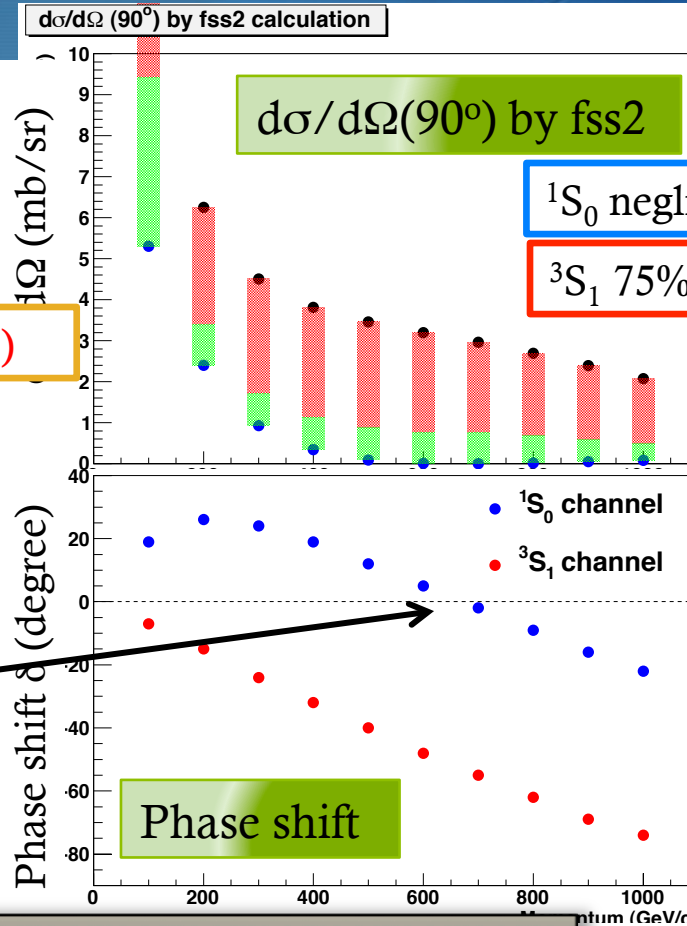 dσ/dΩ (90°) by fss2 calculation
dσ/dΩ(90°) by fss2
¹S₀
³S₁ 75%
dΩ (mb/sr)
)
10
9
8
7
6
5
4
3
2
1
0
¹S₀ channel
³S₁ channel
Phase shift δ (degree)
40
20
0
-20
-40
-60
-80
Phase shift
0 200 400 600 800 1000
(GeV/c